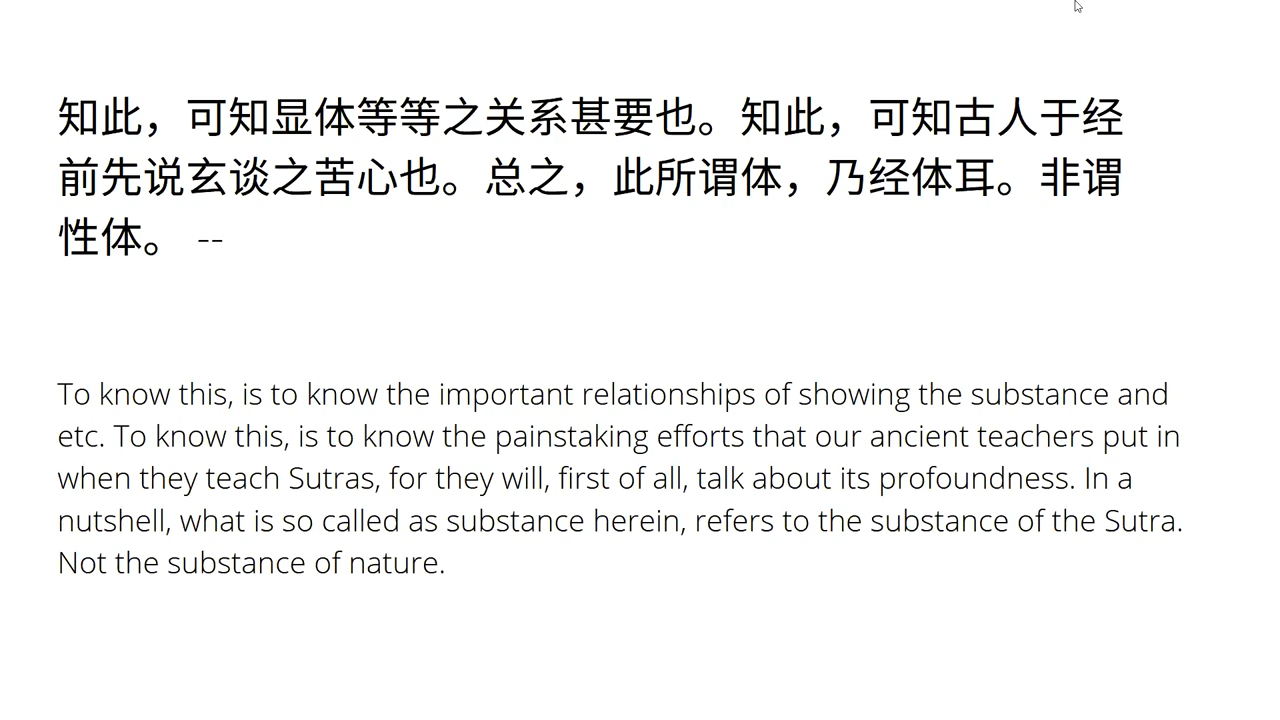 知此，可知显体等等之关系甚要也。知此，可知古人于经
前先说玄谈之苦心也。总之，此所谓体，乃经体耳。非谓
性体。 --
To know this, is to know the important relationships of showing the substance and
etc. To know this, is to know the painstaking efforts that our ancient teachers put in
when they teach Sutras, for they will, first of all, talk about its profoundness. In a
nutshell, what is so called as substance herein, refers to the substance of the Sutra.
Not the substance of nature.